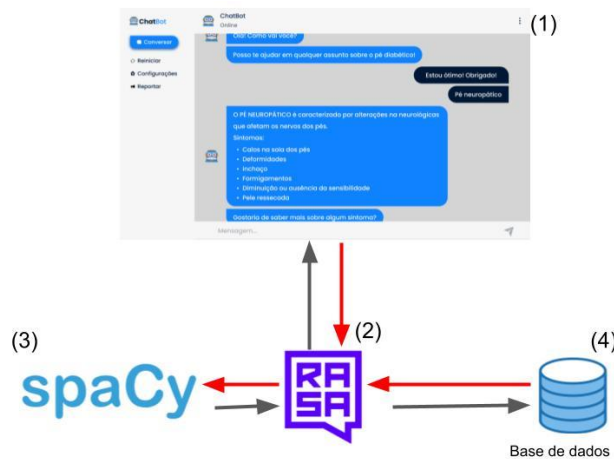 ChatBot
ChatBot
Online
(1)
Conversar
Reiniciar
Configurações
Reportar
Olá! Como vai você?
Posso te ajudar em qualquer assunto sobre o pé diabético!
Estou ótimo! Obrigado!
Pé neuropático
O PÉ NEUROPÁTICO é caracterizado por alterações na neurológicas
que afetam os nervos dos pés.
Sintomas:
• Calos na sola dos pés
• Deformidades
• Inchaço
• Formigamentos
• Diminuição ou ausência da sensibilidade
• Pele ressecada
Gostaria de saber mais sobre algum sintoma?
Mensagem...
(2)
(3)
(4)
spaCy
RA
SA
Base de dados